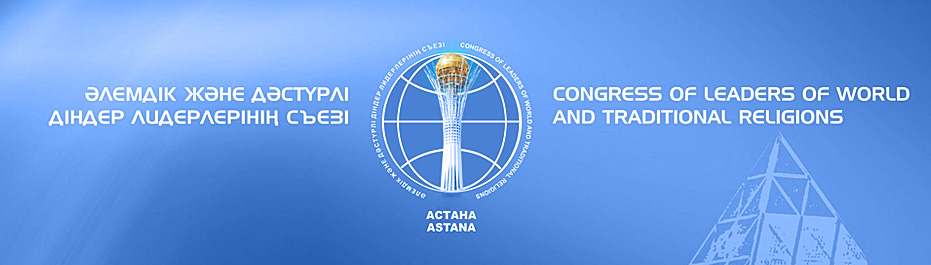 ӘЛЕМДІК ЖӘНЕ ДӘСТҮРЛІ
ДІНДЕР ЛИДЕРЛЕРІНІҢ СЪЕЗІ
ӘЛЕМДІК ЖӘНЕ ДӘСТҮРЛІ ДІНДЕР ЛИДЕРЛЕРІНІҢ СЪЕЗІ
CONGRESS OF LEADERS OF WORLD AND TRADITIONAL RELIGIONS
АСТАНА
ASTANA
CONGRESS OF LEADERS OF WORLD
AND TRADITIONAL RELIGIONS